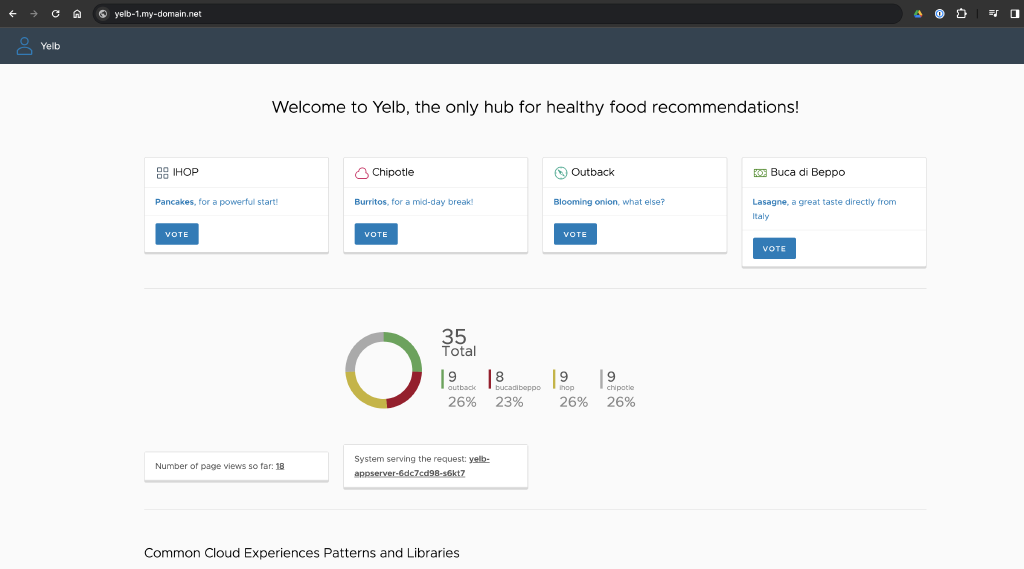 yelb-1.my-domain.net
Yelb
Welcome to Yelb, the only hub for healthy food recommendations!
IHOP
Pancakes, for a powerful start!
VOTE
Chipotle
Burritos, for a mid-day break!
VOTE
Outback
Blooming onion, what else?
VOTE
Buca di Beppo
Lasagne, a great taste directly from
Italy
VOTE
35
Total
9
outback
26%
8
bucadibeppo
23%
9
ihop
26%
9
chipotle
26%
Number of page views so far: 18
System serving the request: yelb-
appserver-6dc7cd98-s6kt7
Common Cloud Experiences Patterns and Libraries